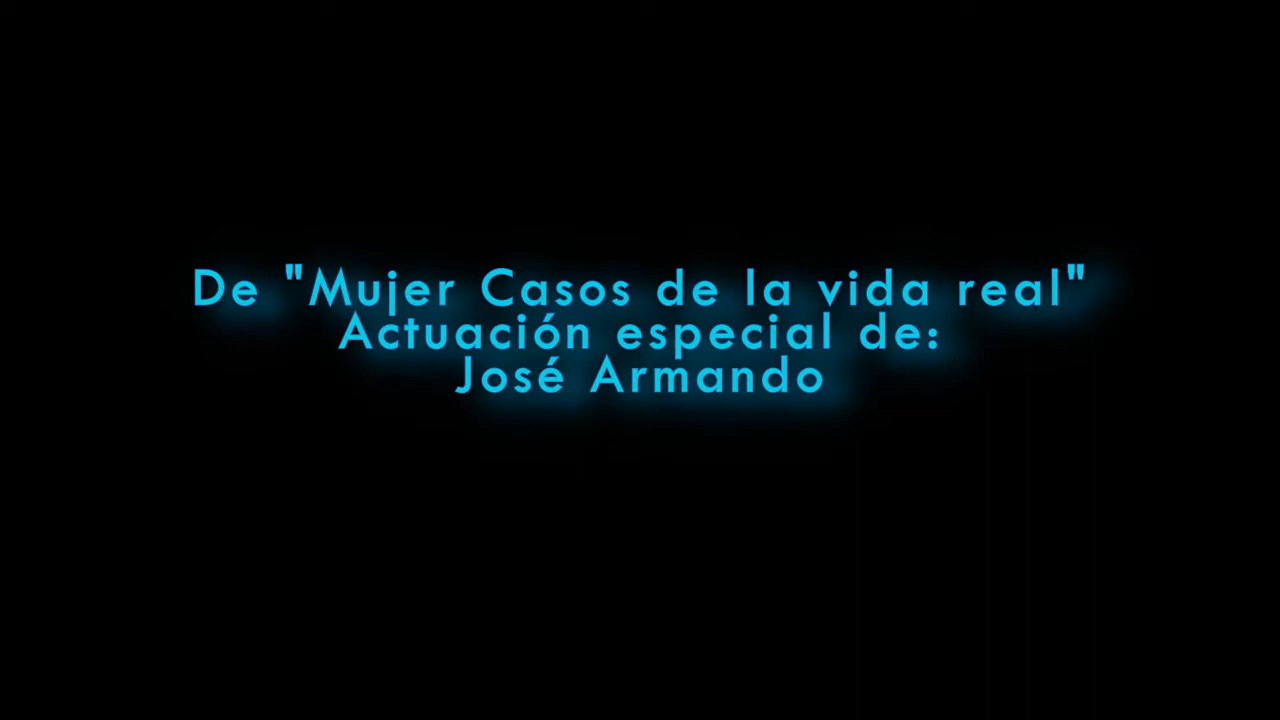 De "Mujer Casos de la vida real"
Actuación especial de:
José Armando